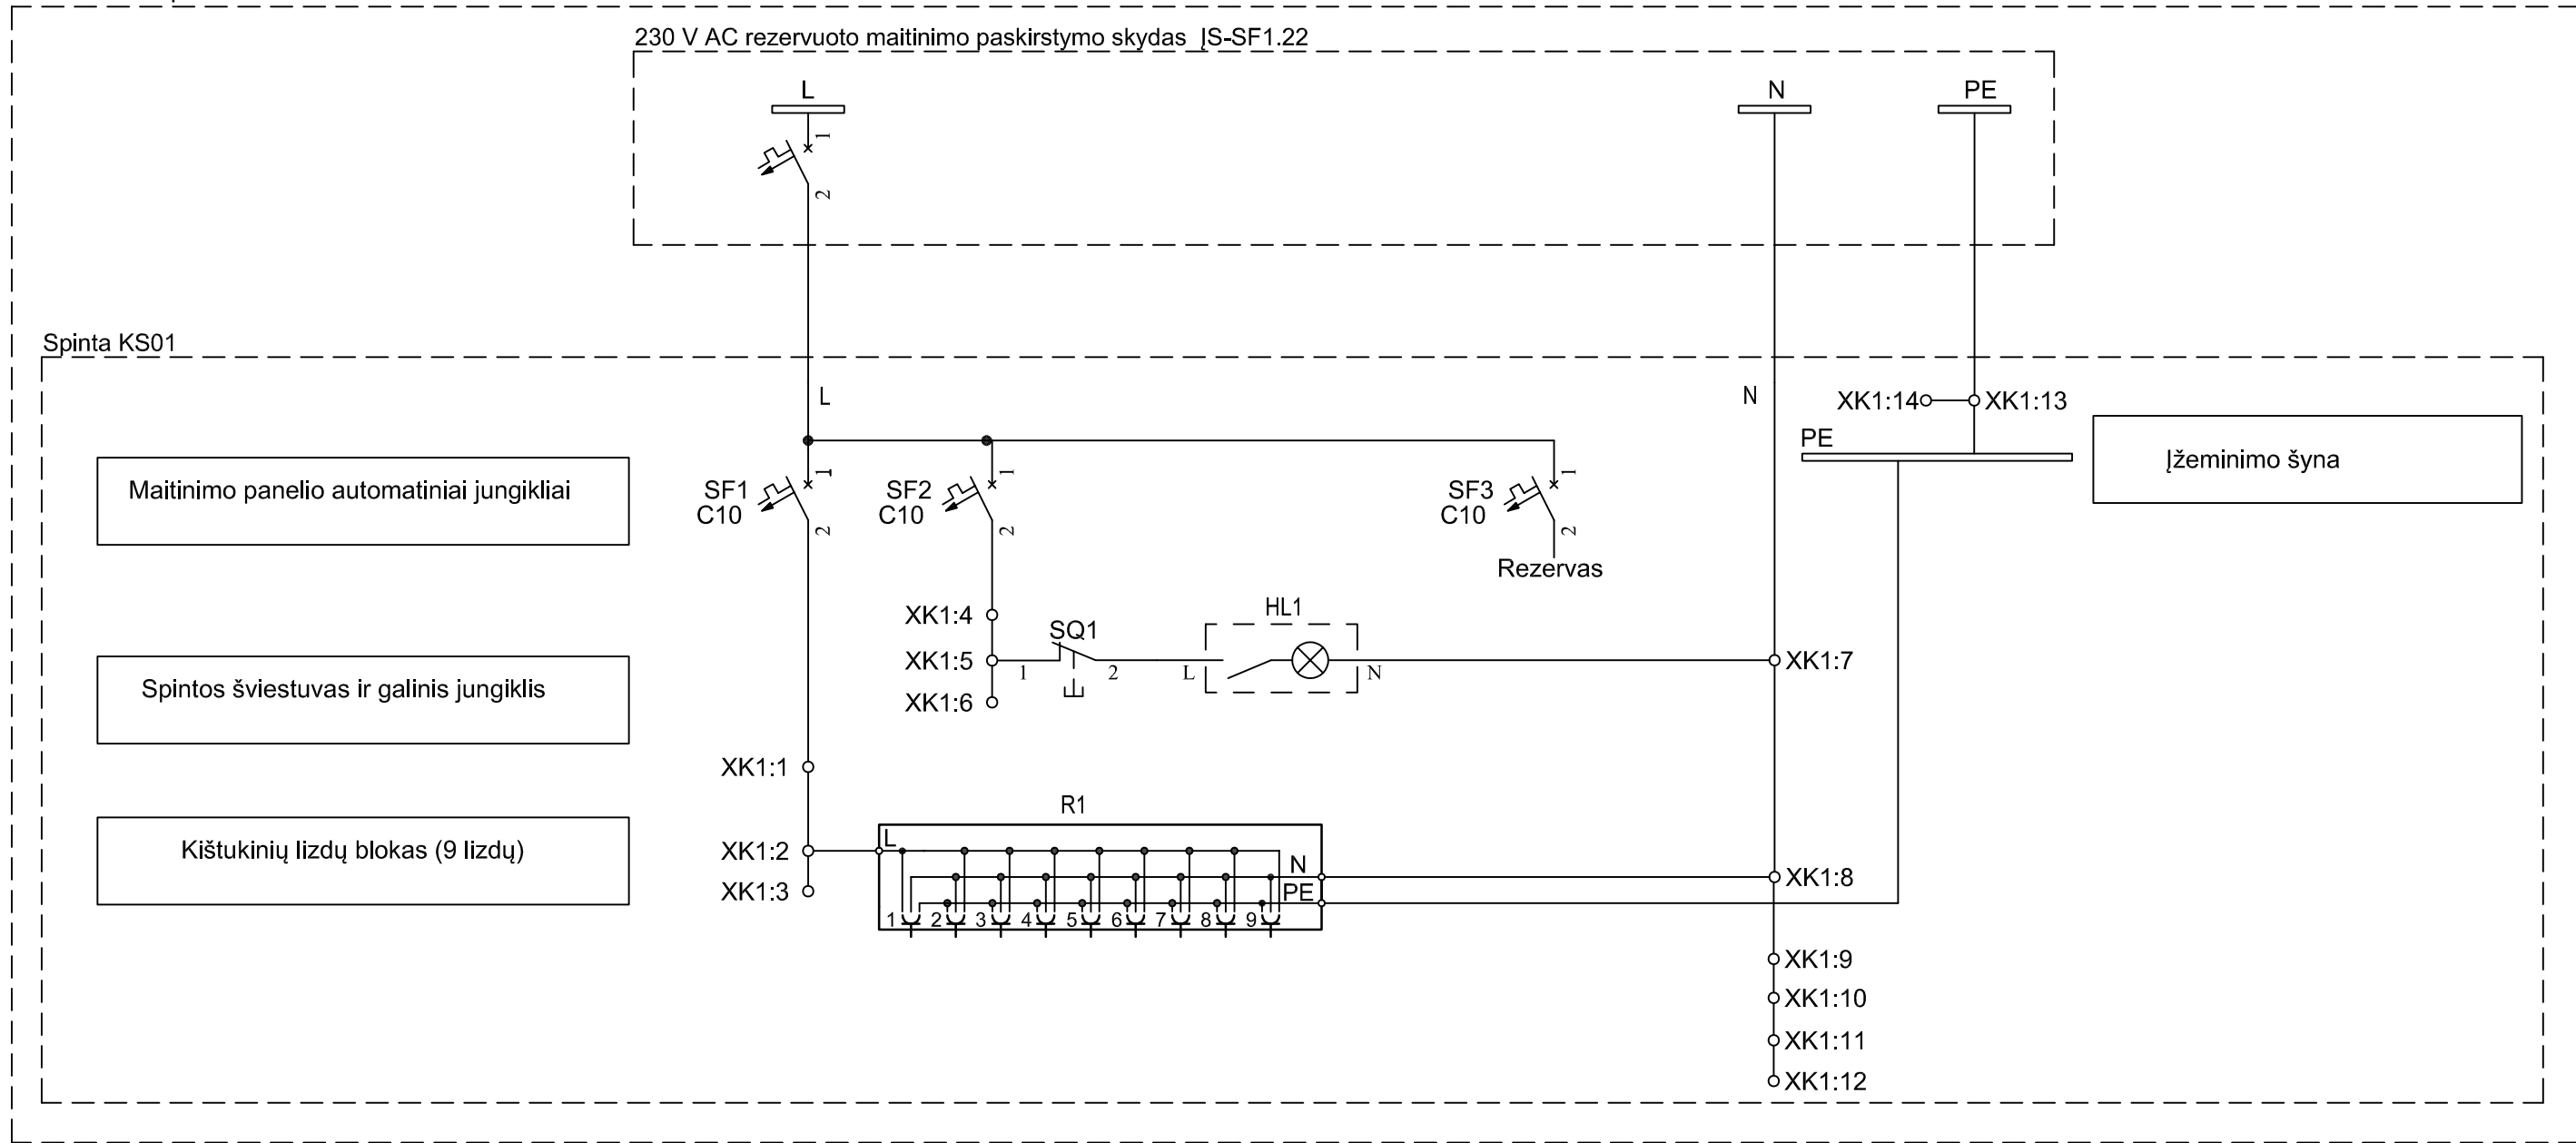 230 V AC rezervuoto maitinimo paskirstymo skydas ĮS-SF1.22
L
N
PE
1
2
Spinta KS01
L
N
XK1:14
XK1:13
PE
Įžeminimo šyna
Maitinimo panelio automatiniai jungikliai
SF1
C10
1
2
SF2
C10
1
2
SF3
C10
1
2
Rezervas
Spintos šviestuvas ir galinis jungiklis
XK1:4
XK1:5
XK1:6
SQ1
1
2
HL1
L
N
XK1:7
XK1:1
Kištukinių lizdų blokas (9 lizdų)
XK1:2
XK1:3
R1
L
N
PE
1 2 3 4 5 6 7 8 9
XK1:8
XK1:9
XK1:10
XK1:11
XK1:12